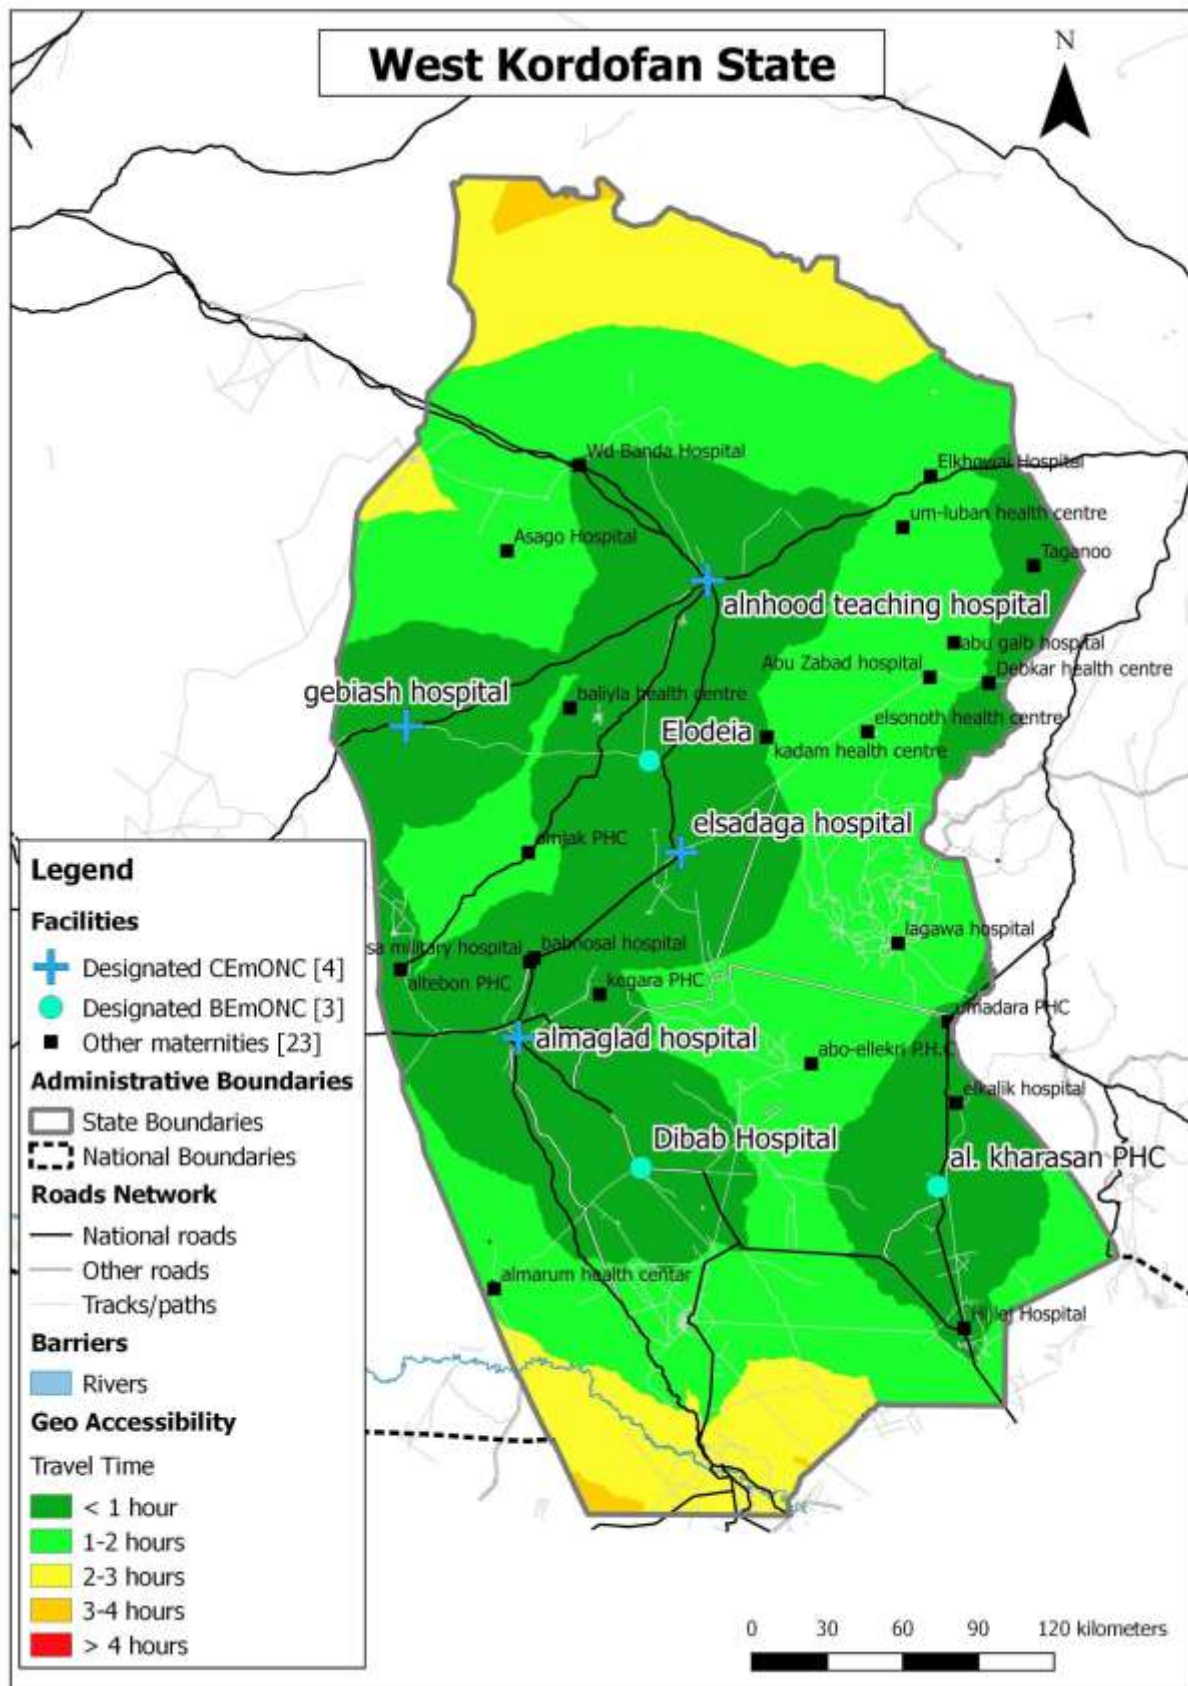 West Kordofan State
N
Wd Banda Hospital
Elkhowai Hospital
um-luban health centre
Asago Hospital
Taganoo
alnhood teaching hospital
abu galb hospital
Abu Zabad hospital
Debkar health centre
gebiash hospital
baliyla health centre
elsonoth health centre
Elodeia
kadam health centre
elsadaga hospital
omjak PHC
lagawa hospital
sa military hospital
babnosal hospital
altebon PHC
kegara PHC
umadara PHC
almaglad hospital
abo-ellekri P.H.C
elkalik hospital
Dibab Hospital
al. kharasan PHC
almarum health centar
Hijlej Hospital
Legend
Facilities
Designated CEmONC [4]
Designated BEmONC [3]
Other maternities [23]
Administrative Boundaries
State Boundaries
National Boundaries
Roads Network
National roads
Other roads
Tracks/paths
Barriers
Rivers
Geo Accessibility
Travel Time
< 1 hour
1-2 hours
2-3 hours
3-4 hours
> 4 hours
0 30 60 90 120 kilometers